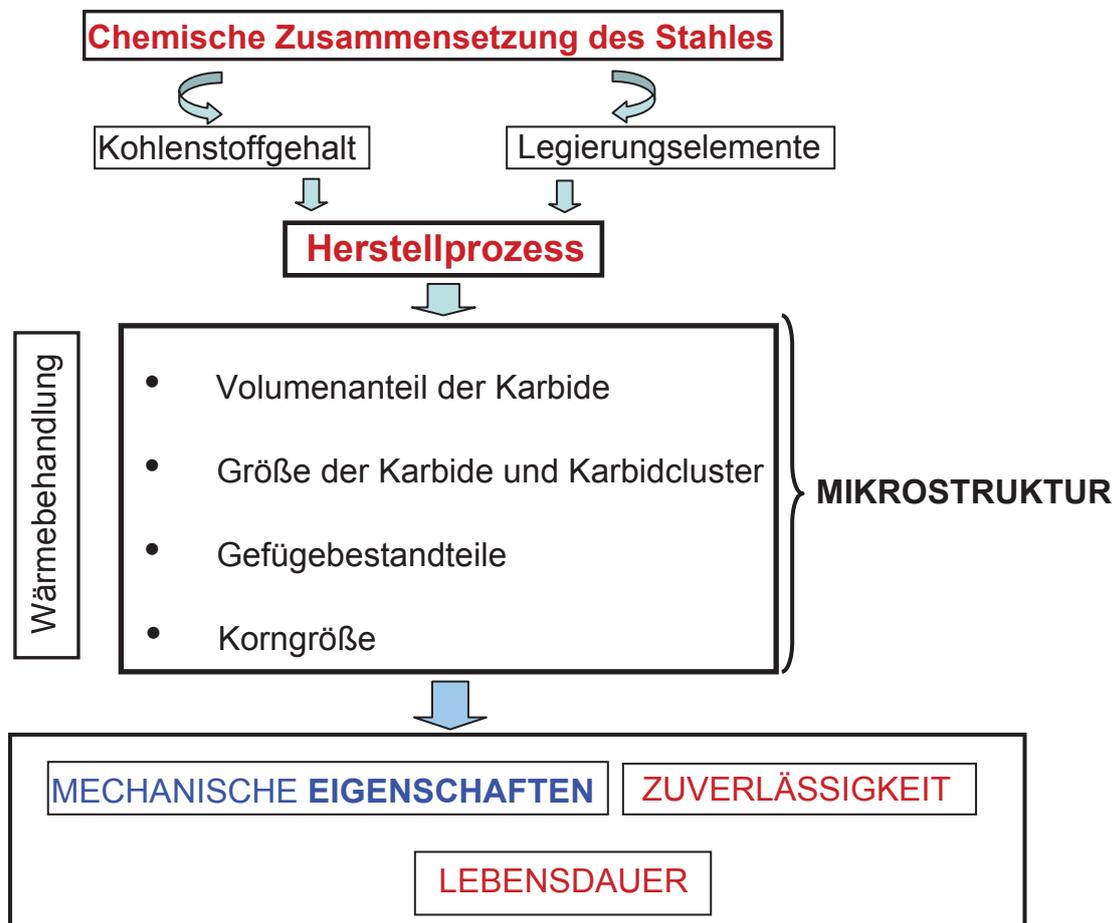 Chemische Zusammensetzung des Stahles
Kohlenstoffgehalt
Legierungselemente
Herstellprozess
Wärmebehandlung
• Volumenanteil der Karbide
• Größe der Karbide und Karbidcluster
• Gefügebestandteile
• Korngröße
MIKROSTRUKTUR
MECHANISCHE EIGENSCHAFTEN
ZUVERLÄSSIGKEIT
LEBENSDAUER